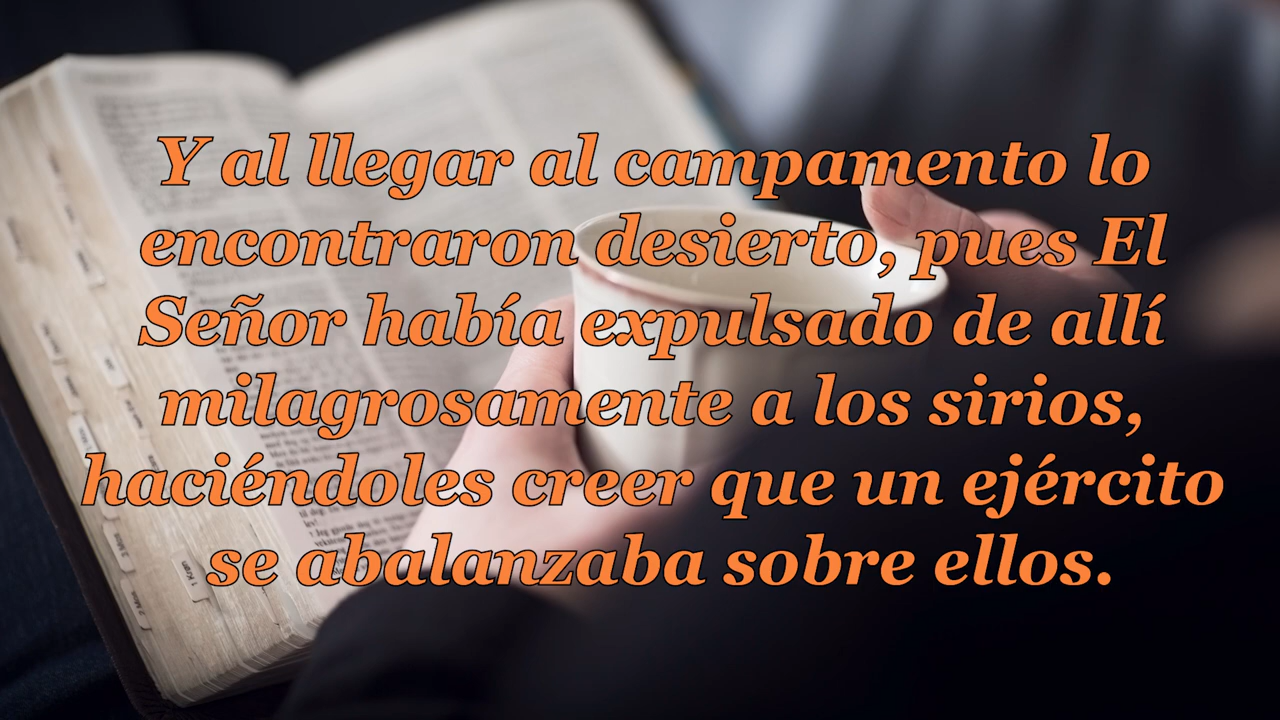 Y al llegar al campamento lo
encontraron desierto, pues El
Señor había expulsado de allí
milagrosamente a los sirios,
haciéndoles creer que un ejército
se abalanzaba sobre ellos.